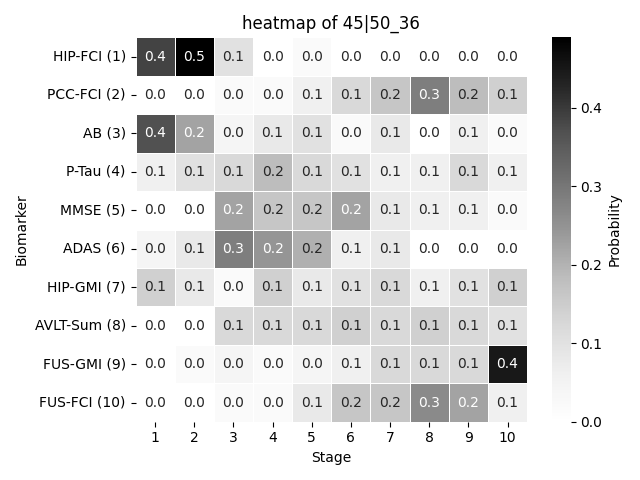 heatmap of 45|50_36
HIP-FCI (1) 0.4 0.5 0.1 0.0 0.0 0.0 0.0 0.0 0.0 0.0
PCC-FCI (2) 0.0 0.0 0.0 0.0 0.1 0.1 0.2 0.3 0.2 0.1
AB (3) 0.4 0.2 0.0 0.1 0.1 0.0 0.1 0.0 0.1 0.0
P-Tau (4) 0.1 0.1 0.1 0.2 0.1 0.1 0.1 0.1 0.1 0.1
MMSE (5) 0.0 0.0 0.2 0.2 0.2 0.2 0.1 0.1 0.1 0.0
ADAS (6) 0.0 0.1 0.3 0.2 0.2 0.1 0.1 0.0 0.0 0.0
HIP-GMI (7) 0.1 0.1 0.0 0.1 0.1 0.1 0.1 0.1 0.1 0.1
AVLT-Sum (8) 0.0 0.0 0.1 0.1 0.1 0.1 0.1 0.1 0.1 0.1
FUS-GMI (9) 0.0 0.0 0.0 0.0 0.0 0.1 0.1 0.1 0.1 0.4
FUS-FCI (10) 0.0 0.0 0.0 0.0 0.1 0.2 0.2 0.3 0.2 0.1
1 2 3 4 5 6 7 8 9 10
Stage
Biomarker
0.4
0.3
0.2
0.1
0.0
Probability